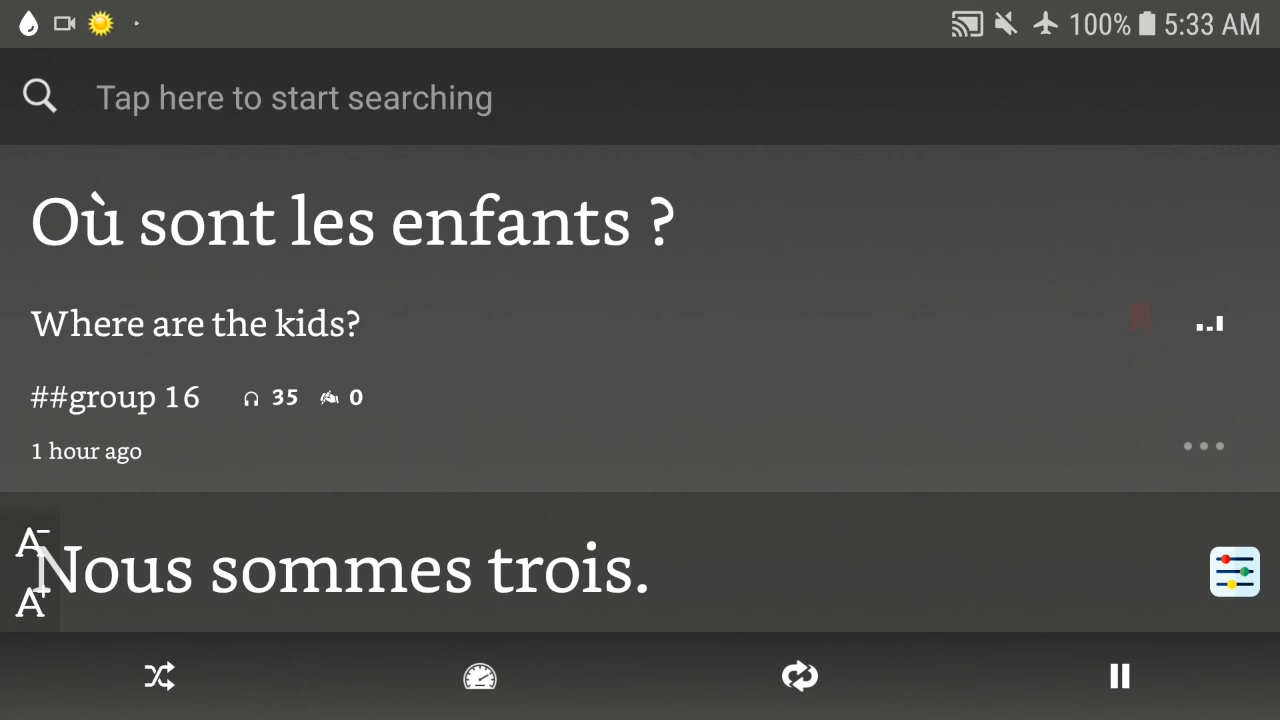 100% 5:33 AM
Tap here to start searching
Où sont les enfants ?
Where are the kids?
##group 16 35 0
1 hour ago
A-
Nous sommes trois.
A+